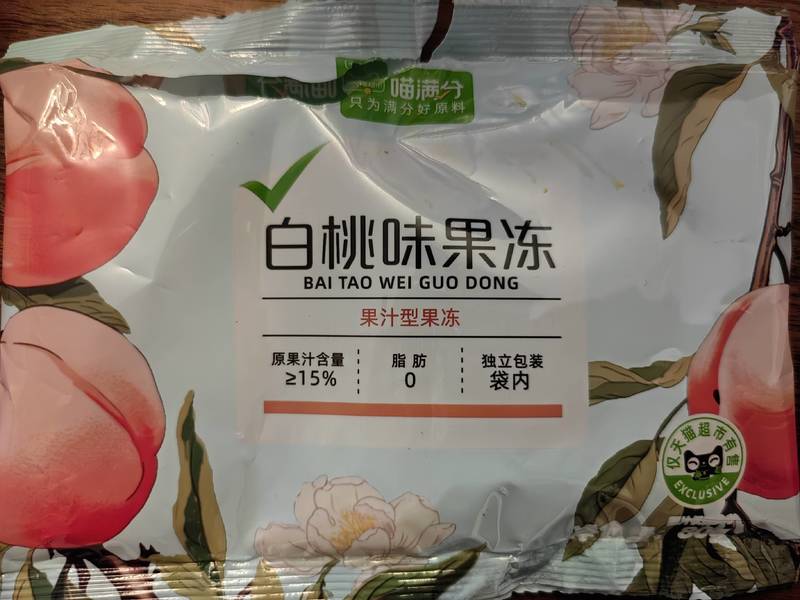 喵满分
只为满分好原料
白桃味果冻
BAI TAO WEI GUO DONG
果汁型果冻
原果汁含量
≥15%
脂肪
0
独立包装
袋内
仅天猫超市有售
EXCLUSIVE